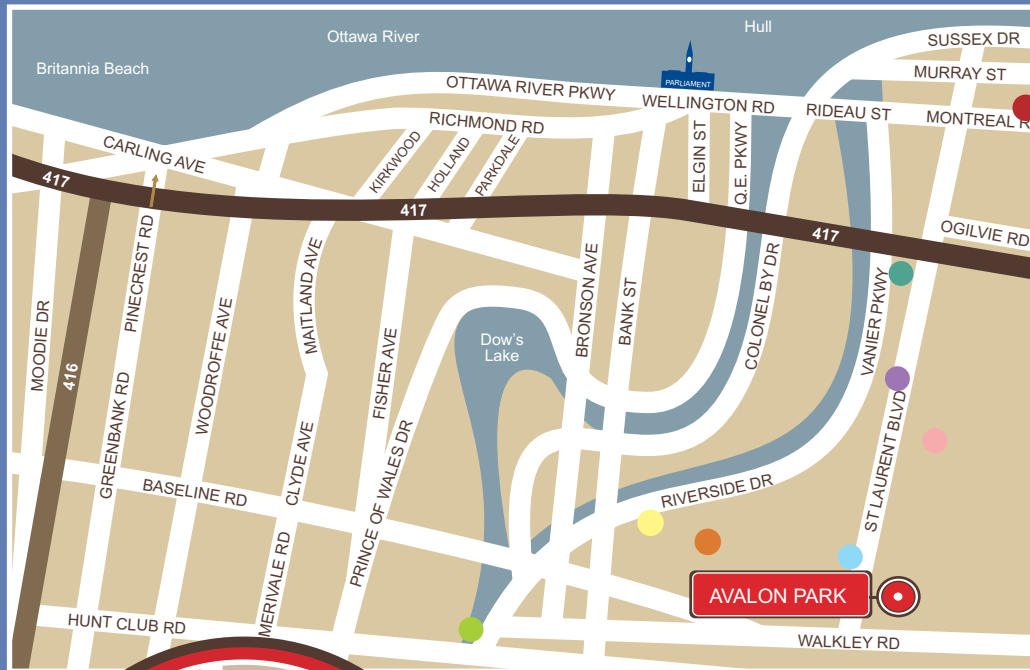 Hull
Ottawa River
SUSSEX DR
Britannia Beach
MURRAY ST
PARLIAMENT
OTTAWA RIVER PKWY
WELLINGTON RD
RIDEAU ST
MONTREAL R
RICHMOND RD
CARLING AVE
KIRKWOOD
HOLLAND
PARKDALE
ELGIN ST
Q.E. PKWY
417
417
417
OGILVIE RD
PINECREST RD
MAITLAND AVE
BRONSON AVE
BANK ST
COLONEL BY DR
VANIER PKWY
MOODIE DR
416
WOODROFFE AVE
FISHER AVE
Dow's
Lake
GREENBANK RD
CLYDE AVE
PRINCE OF WALES DR
ST LAURENT BLVD
BASELINE RD
RIVERSIDE DR
MERIVALE RD
AVALON PARK
HUNT CLUB RD
WALKLEY RD